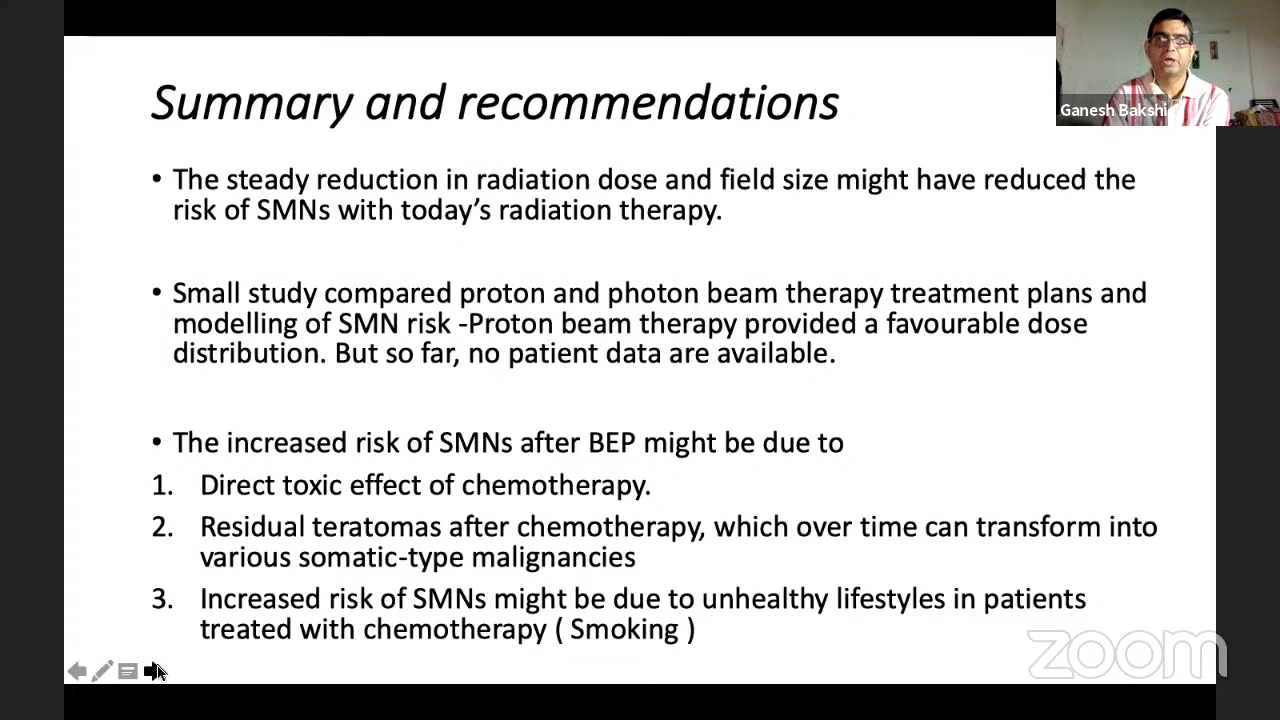 Summary and recommendations
• The steady reduction in radiation dose and field size might have reduced the
risk of SMNs with today’s radiation therapy.
• Small study compared proton and photon beam therapy treatment plans and
modelling of SMN risk -Proton beam therapy provided a favourable dose
distribution. But so far, no patient data are available.
• The increased risk of SMNs after BEP might be due to
1. Direct toxic effect of chemotherapy.
2. Residual teratomas after chemotherapy, which over time can transform into
various somatic-type malignancies
3. Increased risk of SMNs might be due to unhealthy lifestyles in patients
treated with chemotherapy ( Smoking )
Ganesh Bakshi
zoom